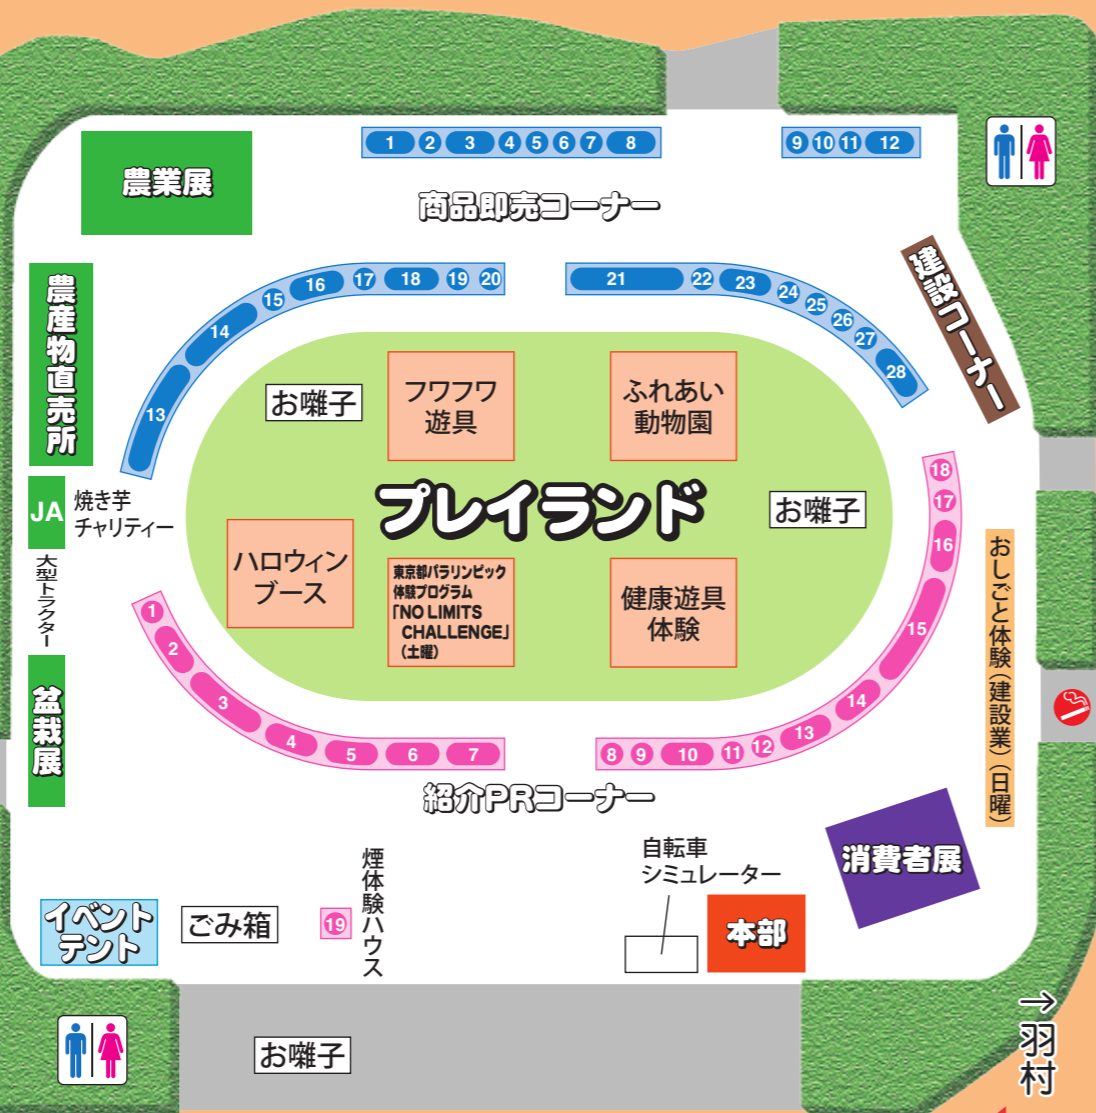 1 2 3 4 5 6 7 8
9 10 11 12
農業展
商品即売コーナー
農産物直売所
13 14 15 16 17 18 19 20
21 22 23 24 25 26 27 28
建設コーナー
お囃子
フワフワ
遊具
ふれあい
動物園
JA
焼き芋
チャリティー
プレイランド
お囃子
大型トラクター
ハロウィン
ブース
東京都パラリンピック
体験プログラム
「NO LIMITS
CHALLENGE」
（土曜）
健康遊具
体験
盆栽展
1 2 3 4 5 6 7
8 9 10 11 12 13 14 15 16 17 18
おしごと体験（建設業）（日曜）
紹介PRコーナー
消費者展
イベント
テント
ごみ箱
19
煙体験ハウス
自転車
シミュレーター
本部
お囃子
→羽村